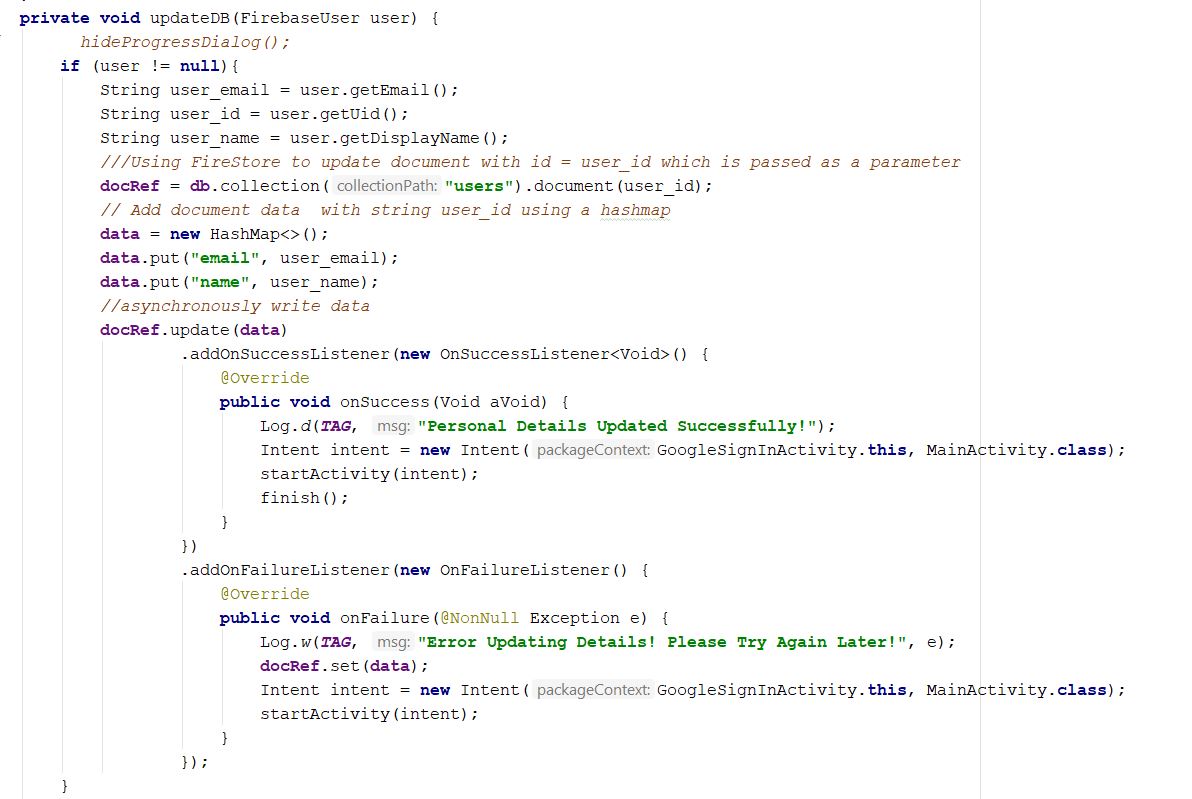 private void updateDB(FirebaseUser user) {
hideProgressDialog();
if (user != null){
String user_email = user.getEmail();
String user_id = user.getUid();
String user_name = user.getDisplayName();
///Using FireStore to update document with id = user_id which is passed as a parameter
docRef = db.collection( collectionPath: "users").document(user_id);
// Add document data  with string user_id using a hashmap
data = new HashMap<>();
data.put("email", user_email);
data.put("name", user_name);
//asynchronously write data
docRef.update(data)
.addOnSuccessListener(new OnSuccessListener<Void>() {
@Override
public void onSuccess(Void aVoid) {
Log.d(TAG, msg: "Personal Details Updated Successfully!");
Intent intent = new Intent( packageContext: GoogleSignInActivity.this, MainActivity.class);
startActivity(intent);
finish();
}
})
.addOnFailureListener(new OnFailureListener() {
@Override
public void onFailure(@NonNull Exception e) {
Log.w(TAG, msg: "Error Updating Details! Please Try Again Later!", e);
docRef.set(data);
Intent intent = new Intent( packageContext: GoogleSignInActivity.this, MainActivity.class);
startActivity(intent);
}
});
}